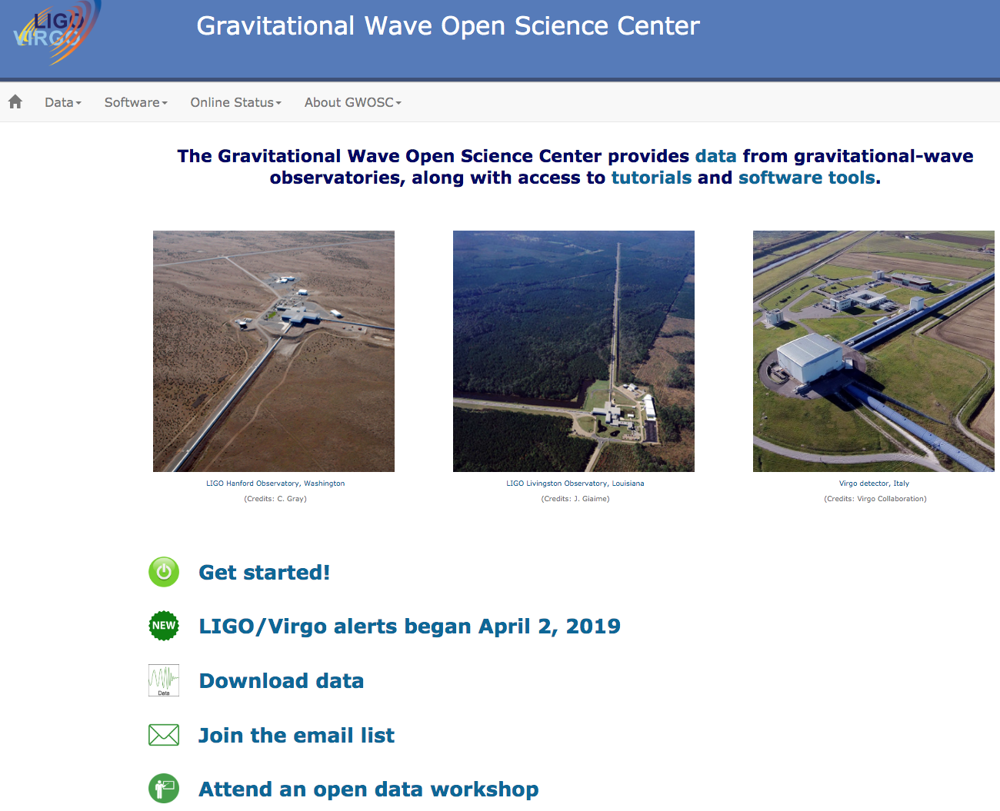 LIGO
VIRGO
Gravitational Wave Open Science Center
Data
Software
Online Status
About GWOSC
The Gravitational Wave Open Science Center provides data from gravitational-wave
observatories, along with access to tutorials and software tools.
LIGO Hanford Observatory, Washington
(Credits: C. Gray)
LIGO Livingston Observatory, Louisiana
(Credits: J. Giaime)
Virgo detector, Italy
(Credits: Virgo Collaboration)
Get started!
NEW
LIGO/Virgo alerts began April 2, 2019
Data
Download data
Join the email list
Attend an open data workshop